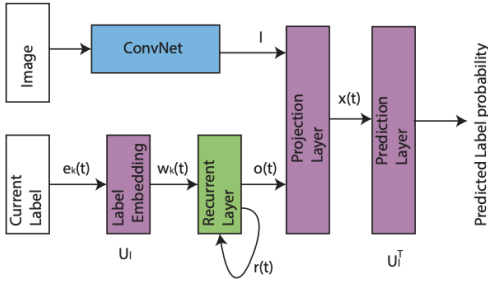 Image
ConvNet
I
Projection
Layer
x(t)
Prediction
Layer
Predicted Label probability
Current
Label
eₖ(t)
Label
Embedding
wₖ(t)
Recurrent
Layer
o(t)
r(t)
Uₗ
Uₗᵀ